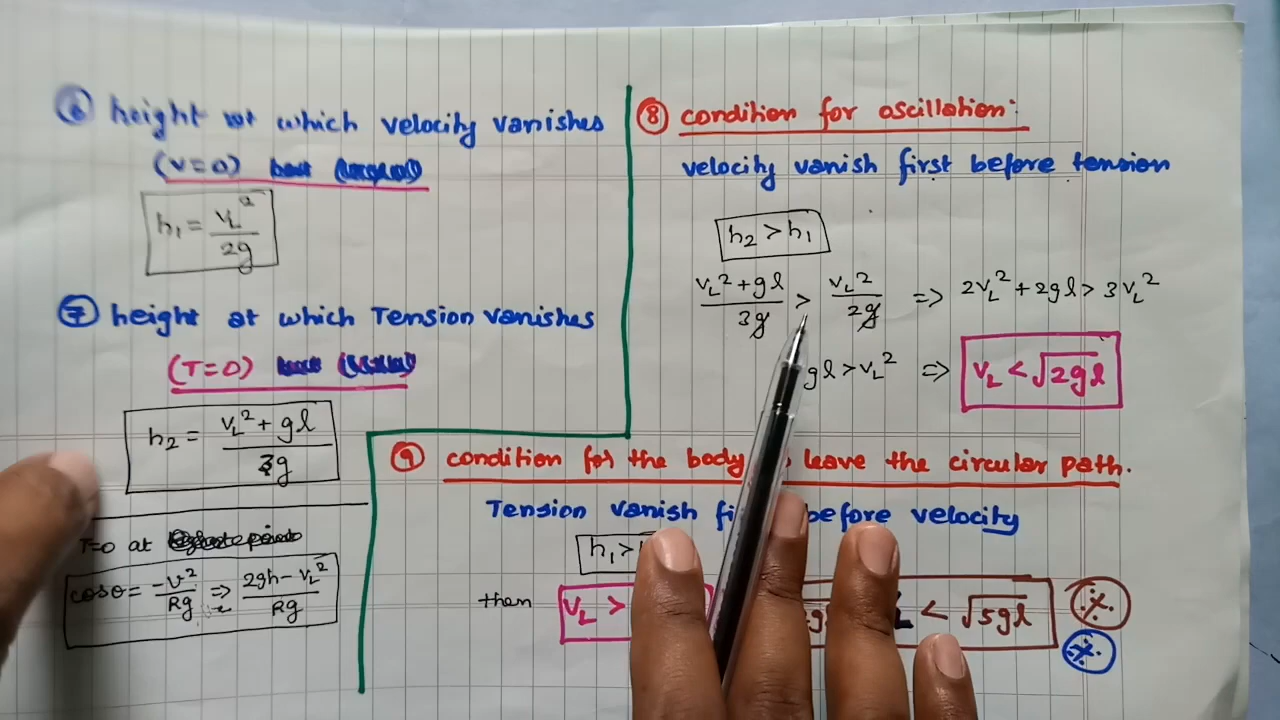 ⑥ height at which velocity vanishes
(V=0)
h₁ = V_L²/2g
⑦ height at which Tension vanishes
(T=0)
h₂ = (V_L² + gl)/3g
T=0 at
cosθ = -V²/Rg ⇒ (2gh - V_L²)/Rg
⑧ condition for oscillation:
velocity vanish first before tension
h₂ > h₁
(V_L² + gl)/3g > V_L²/2g ⇒ 2V_L² + 2gl > 3V_L²
gl > V_L² ⇒ V_L < √2gl
⑨ condition for the body leave the circular path.
Tension vanish before velocity
h₁ >
then V_L > < √5gl